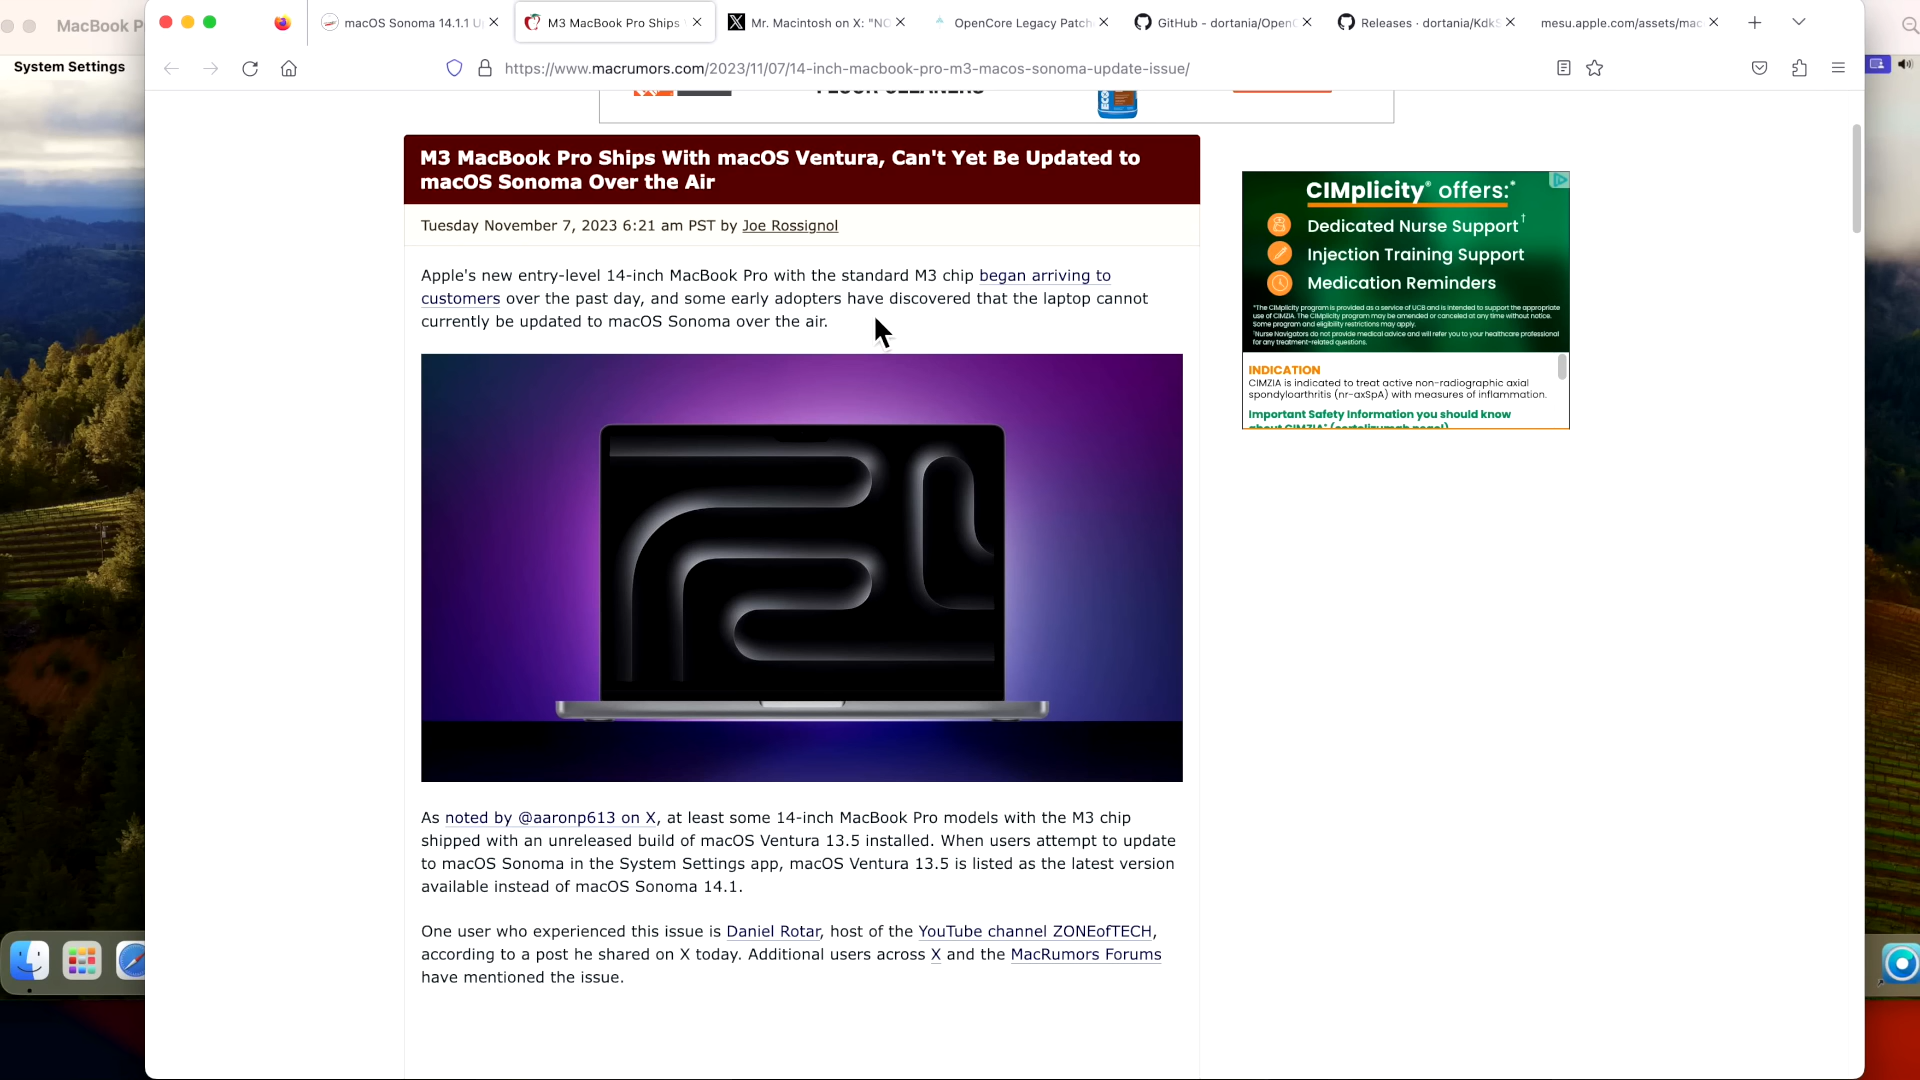 MacBook P
System Settings
macOS Sonoma 14.1.1 U
M3 MacBook Pro Ships
Mr. Macintosh on X: "NO
OpenCore Legacy Patch
GitHub - dortania/OpenC
Releases · dortania/KdkS
mesu.apple.com/assets/mac
https://www.macrumors.com/2023/11/07/14-inch-macbook-pro-m3-macos-sonoma-update-issue/
FLOOR CLEANERS
ECOS
M3 MacBook Pro Ships With macOS Ventura, Can't Yet Be Updated to
macOS Sonoma Over the Air
Tuesday November 7, 2023 6:21 am PST by Joe Rossignol
Apple's new entry-level 14-inch MacBook Pro with the standard M3 chip began arriving to
customers over the past day, and some early adopters have discovered that the laptop cannot
currently be updated to macOS Sonoma over the air.
As noted by @aaronp613 on X, at least some 14-inch MacBook Pro models with the M3 chip
shipped with an unreleased build of macOS Ventura 13.5 installed. When users attempt to update
to macOS Sonoma in the System Settings app, macOS Ventura 13.5 is listed as the latest version
available instead of macOS Sonoma 14.1.
One user who experienced this issue is Daniel Rotar, host of the YouTube channel ZONEofTECH,
according to a post he shared on X today. Additional users across X and the MacRumors Forums
have mentioned the issue.
CIMplicity® offers:*
Dedicated Nurse Support†
Injection Training Support
Medication Reminders
*The CIMplicity program is provided as a service of UCB and is intended to support the appropriate
use of CIMZIA. The CIMplicity program may be amended or canceled at any time without notice.
Some program and eligibility restrictions may apply.
†Nurse Navigators do not provide medical advice and will refer you to your healthcare professional
for any treatment-related questions.
INDICATION
CIMZIA is indicated to treat active non-radiographic axial
spondyloarthritis (nr-axSpA) with measures of inflammation.
Important Safety Information you should know
about CIMZIA® (certolizumab pegol)